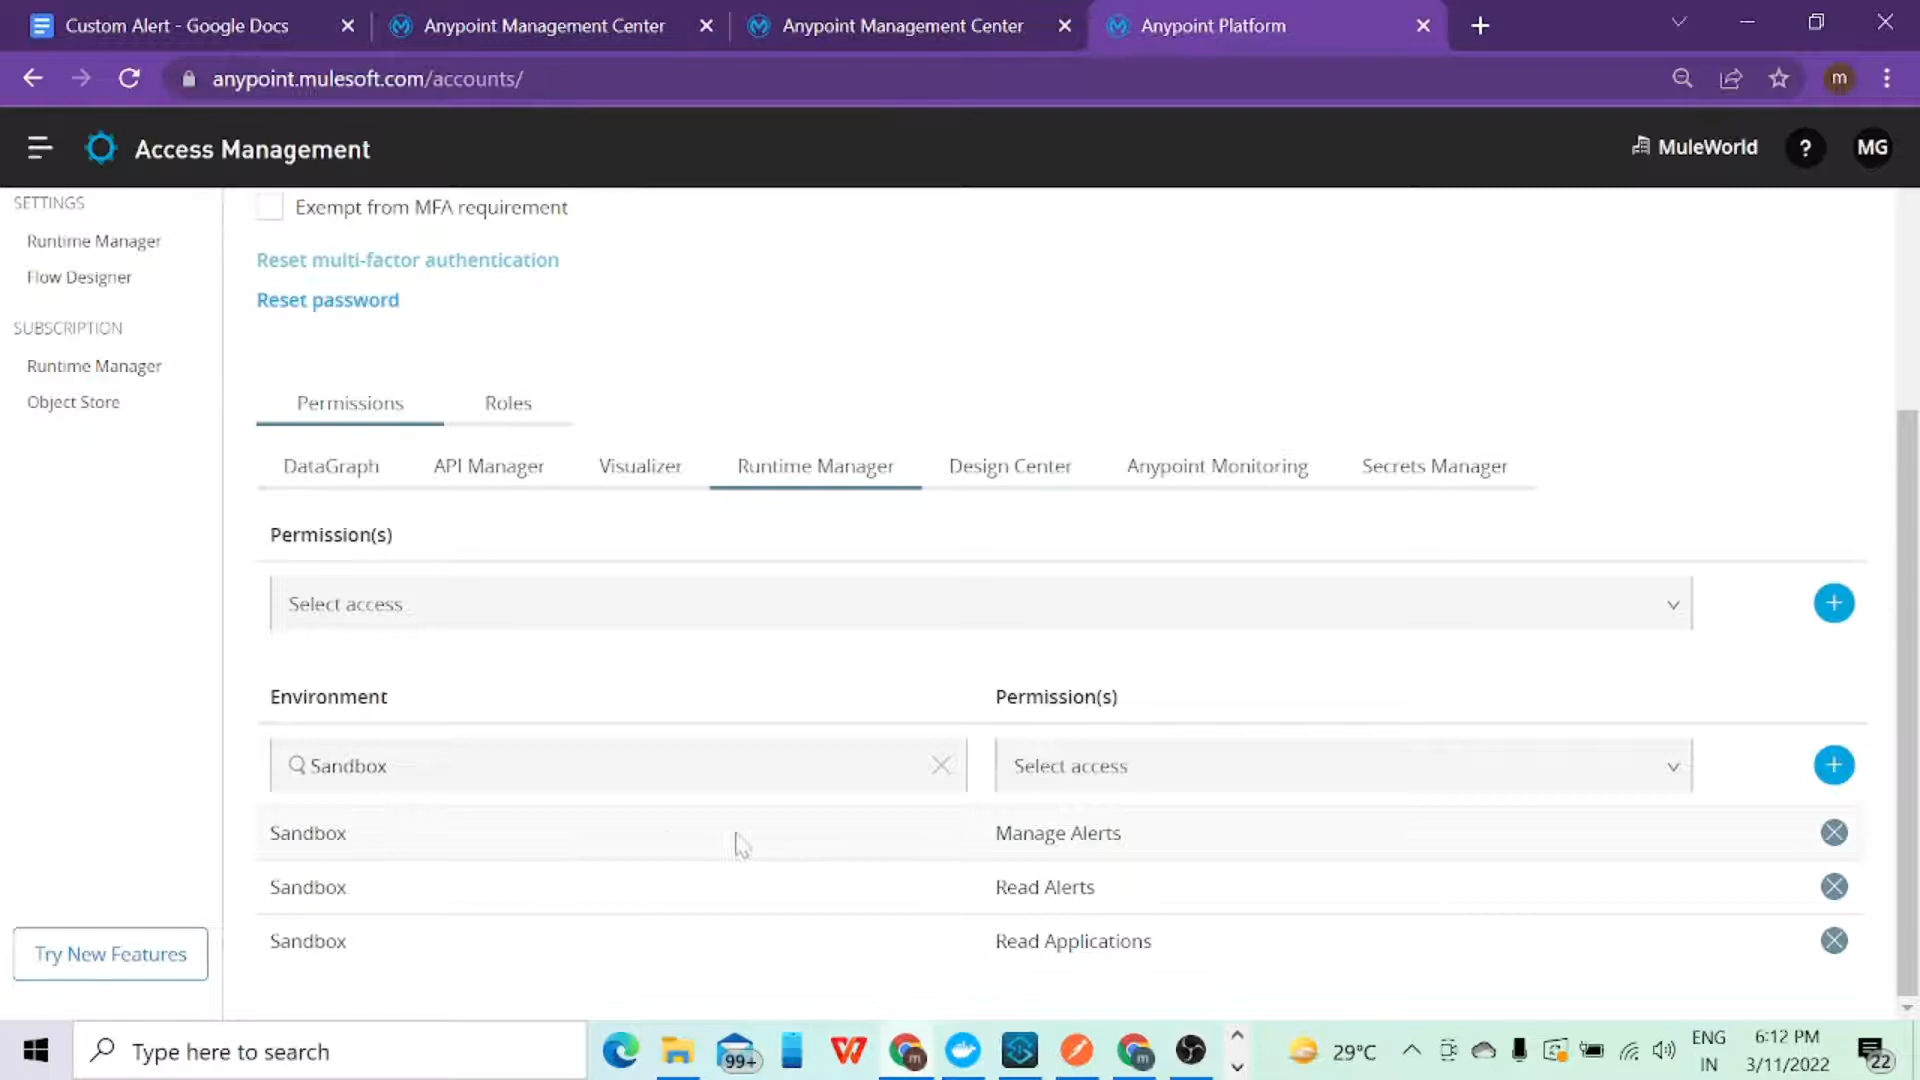 Custom Alert - Google Docs
Anypoint Management Center
Anypoint Management Center
Anypoint Platform
anypoint.mulesoft.com/accounts/
m
Access Management
MuleWorld
?
MG
SETTINGS
Runtime Manager
Flow Designer
SUBSCRIPTION
Runtime Manager
Object Store
Try New Features
Exempt from MFA requirement
Reset multi-factor authentication
Reset password
Permissions
Roles
DataGraph
API Manager
Visualizer
Runtime Manager
Design Center
Anypoint Monitoring
Secrets Manager
Permission(s)
Select access
Environment
Permission(s)
Sandbox
Select access
Sandbox
Manage Alerts
Sandbox
Read Alerts
Sandbox
Read Applications
Type here to search
99+
m
m
29°C
ENG
IN
6:12 PM
3/11/2022
22